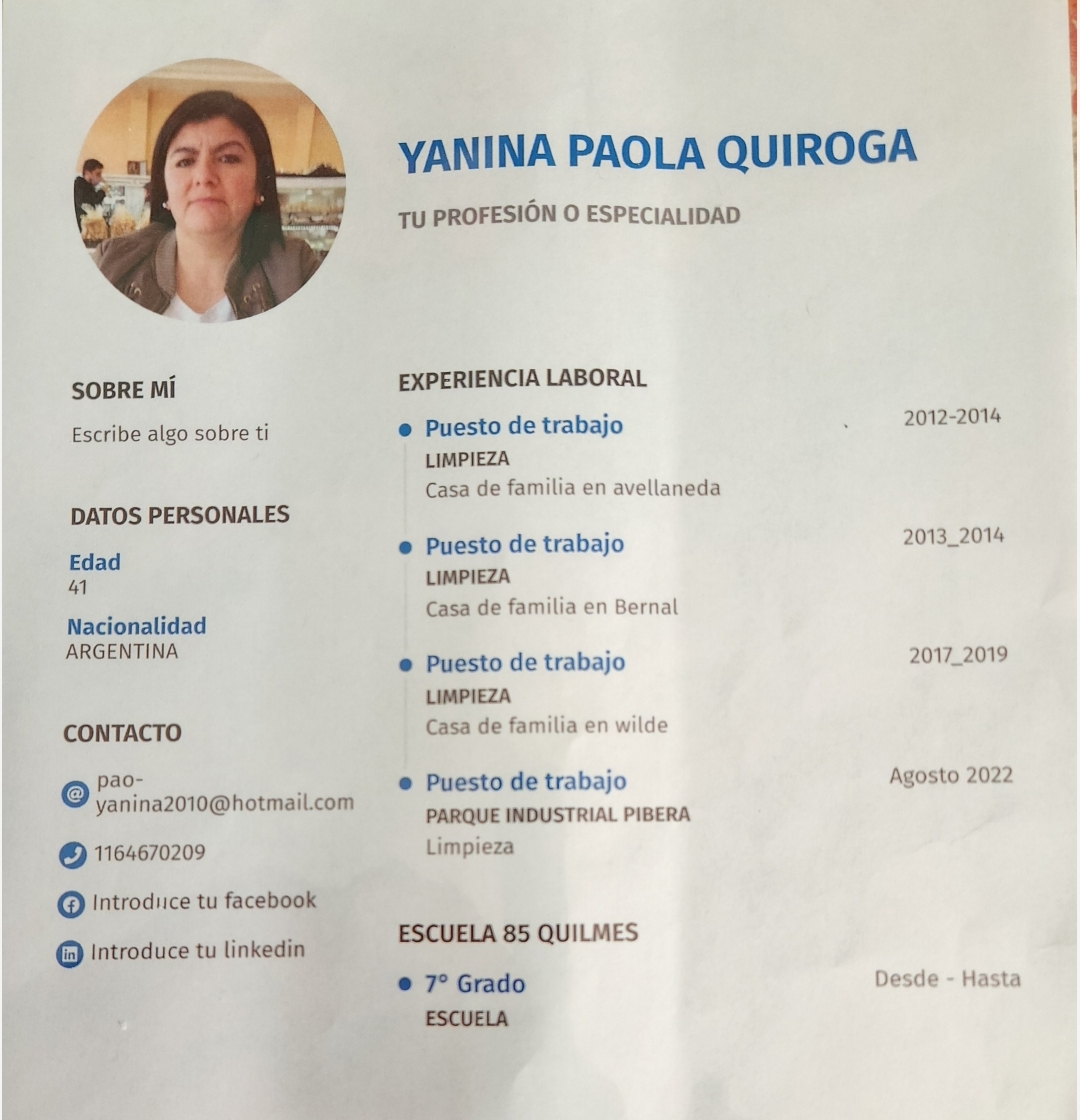 YANINA PAOLA QUIROGA
TU PROFESIÓN O ESPECIALIDAD
SOBRE MÍ
Escribe algo sobre ti
DATOS PERSONALES
Edad
41
Nacionalidad
ARGENTINA
CONTACTO
pao-
yanina2010@hotmail.com
1164670209
Introduce tu facebook
Introduce tu linkedin
EXPERIENCIA LABORAL
Puesto de trabajo
2012-2014
LIMPIEZA
Casa de familia en avellaneda
Puesto de trabajo
2013_2014
LIMPIEZA
Casa de familia en Bernal
Puesto de trabajo
2017_2019
LIMPIEZA
Casa de familia en wilde
Puesto de trabajo
Agosto 2022
PARQUE INDUSTRIAL PIBERA
Limpieza
ESCUELA 85 QUILMES
7° Grado
Desde - Hasta
ESCUELA